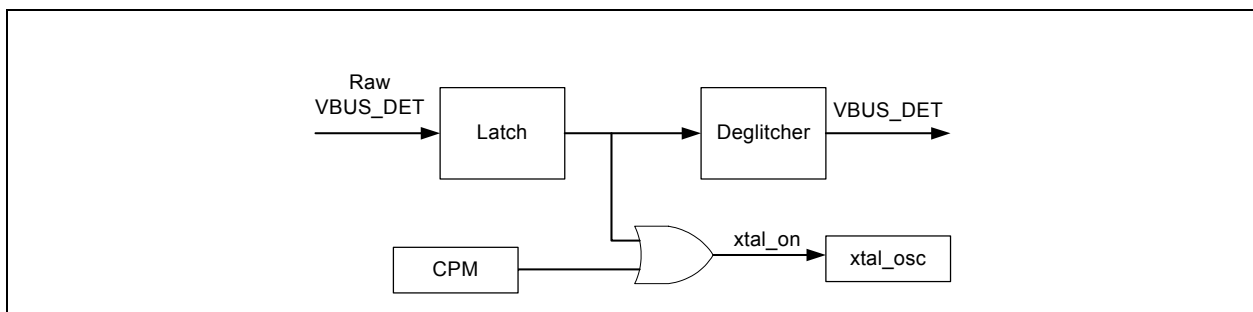 Raw
VBUS_DET
Latch
Deglitcher
VBUS_DET
CPM
xtal_on
xtal_osc